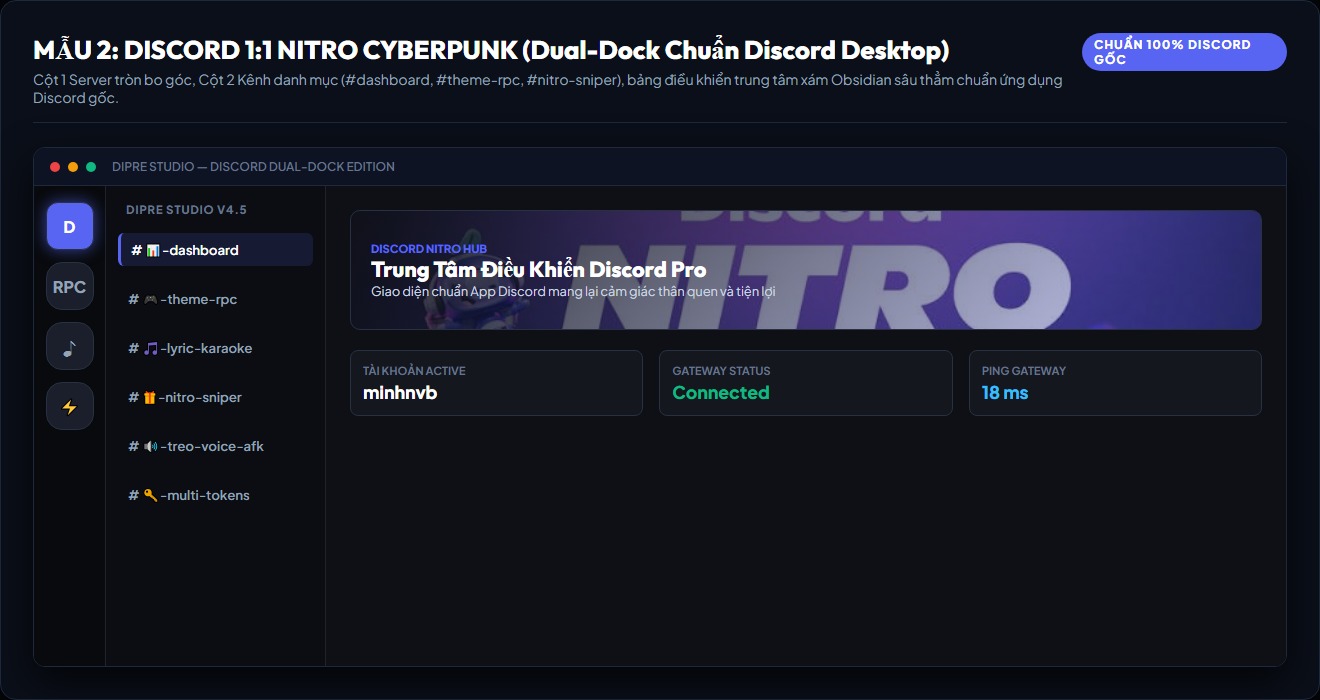 MẪU 2: DISCORD 1:1 NITRO CYBERPUNK (Dual-Dock Chuẩn Discord Desktop)
CHUẨN 100% DISCORD
GỐC
Cột 1 Server tròn bo góc, Cột 2 Kênh danh mục (#dashboard, #theme-rpc, #nitro-sniper), bảng điều khiển trung tâm xám Obsidian sâu thẳm chuẩn ứng dụng
Discord gốc.
DIPRE STUDIO — DISCORD DUAL-DOCK EDITION
D
RPC
DIPRE STUDIO V4.5
# 📊-dashboard
# 🎮-theme-rpc
# 🎵-lyric-karaoke
# 🎁-nitro-sniper
# 🔊-treo-voice-afk
# 🔑-multi-tokens
Discord
NITRO
DISCORD NITRO HUB
Trung Tâm Điều Khiển Discord Pro
Giao diện chuẩn App Discord mang lại cảm giác thân quen và tiện lợi
TÀI KHOẢN ACTIVE
minhnvb
GATEWAY STATUS
Connected
PING GATEWAY
18 ms